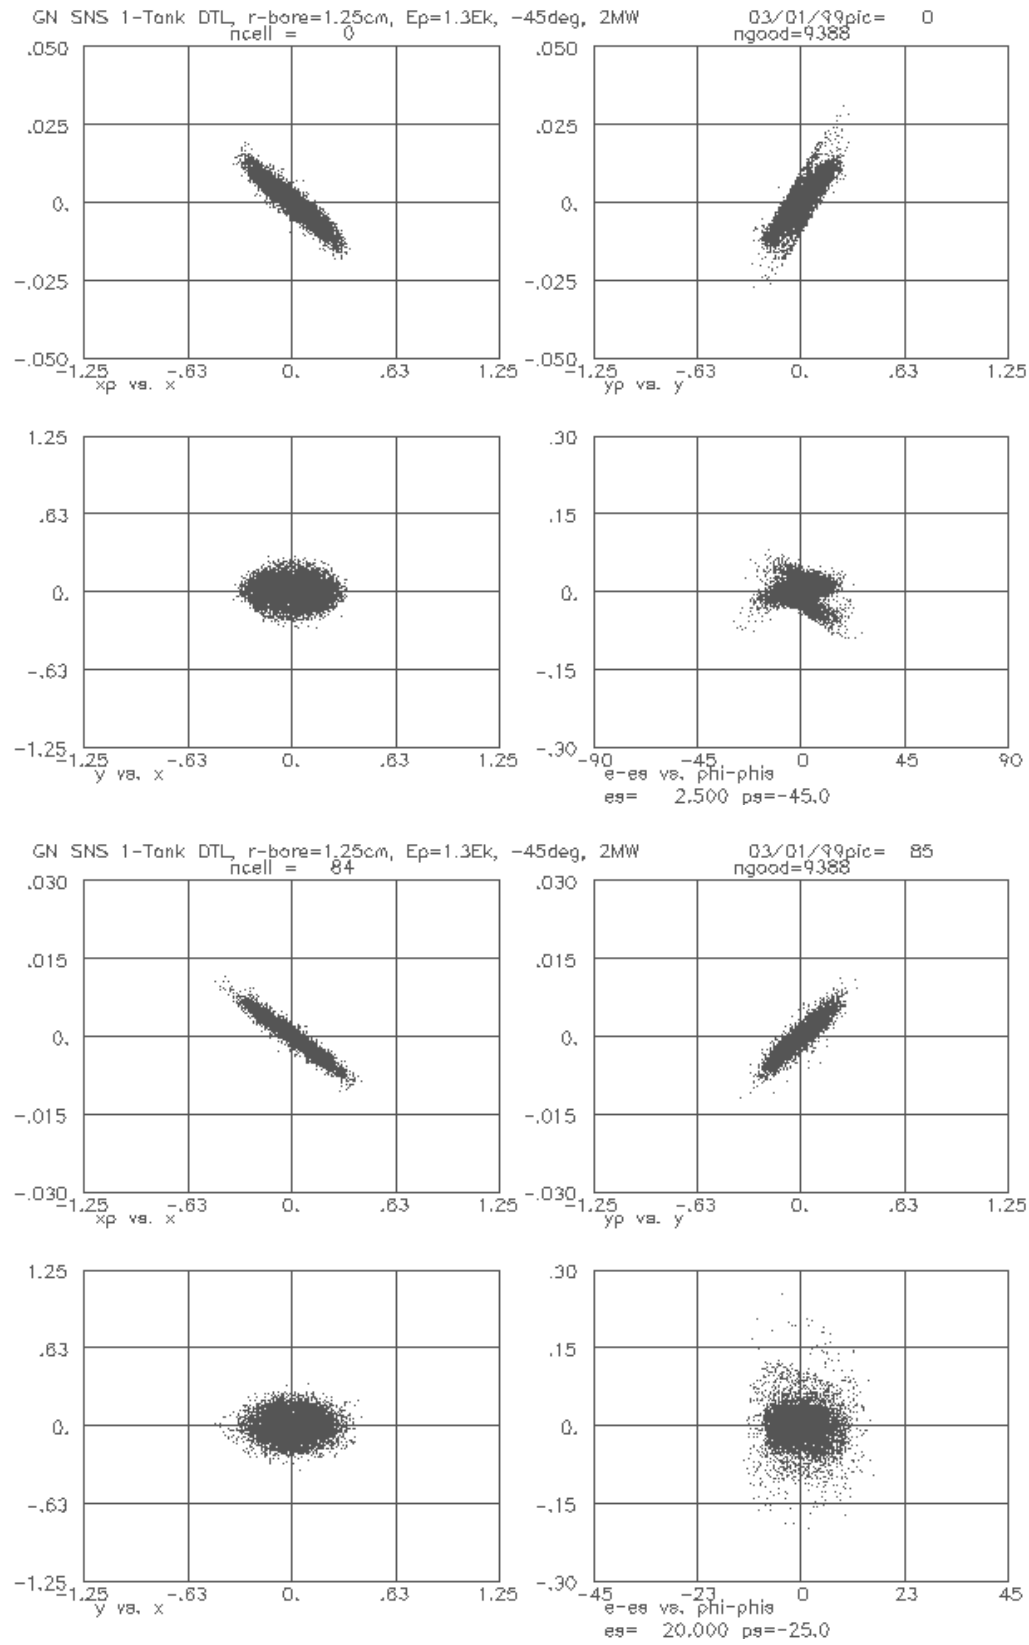 GN SNS 1-Tank DTL, r-bore=1.25cm, Ep=1.3Ek, -45deg, 2MW 03/01/99pic= 0
ncell = 0 ngood=9388
.050 .050
.025 .025
0. 0.
-.025 -.025
-.050 -.050
-1.25 -.63 0. .63 1.25 -1.25 -.63 0. .63 1.25
xp vs. x yp vs. y
1.25 .30
.63 .15
0. 0.
-.63 -.15
-1.25 -.30
-1.25 -.63 0. .63 1.25 -90 -45 0 45 90
y vs. x e-es vs. phi-phis
es= 2.500 ps=-45.0
GN SNS 1-Tank DTL, r-bore=1.25cm, Ep=1.3Ek, -45deg, 2MW 03/01/99pic= 85
ncell = 84 ngood=9388
.030 .030
.015 .015
0. 0.
-.015 -.015
-.030 -.030
-1.25 -.63 0. .63 1.25 -1.25 -.63 0. .63 1.25
xp vs. x yp vs. y
1.25 .30
.63 .15
0. 0.
-.63 -.15
-1.25 -.30
-1.25 -.63 0. .63 1.25 -45 -23 0 23 45
y vs. x e-es vs. phi-phis
es= 20.000 ps=-25.0